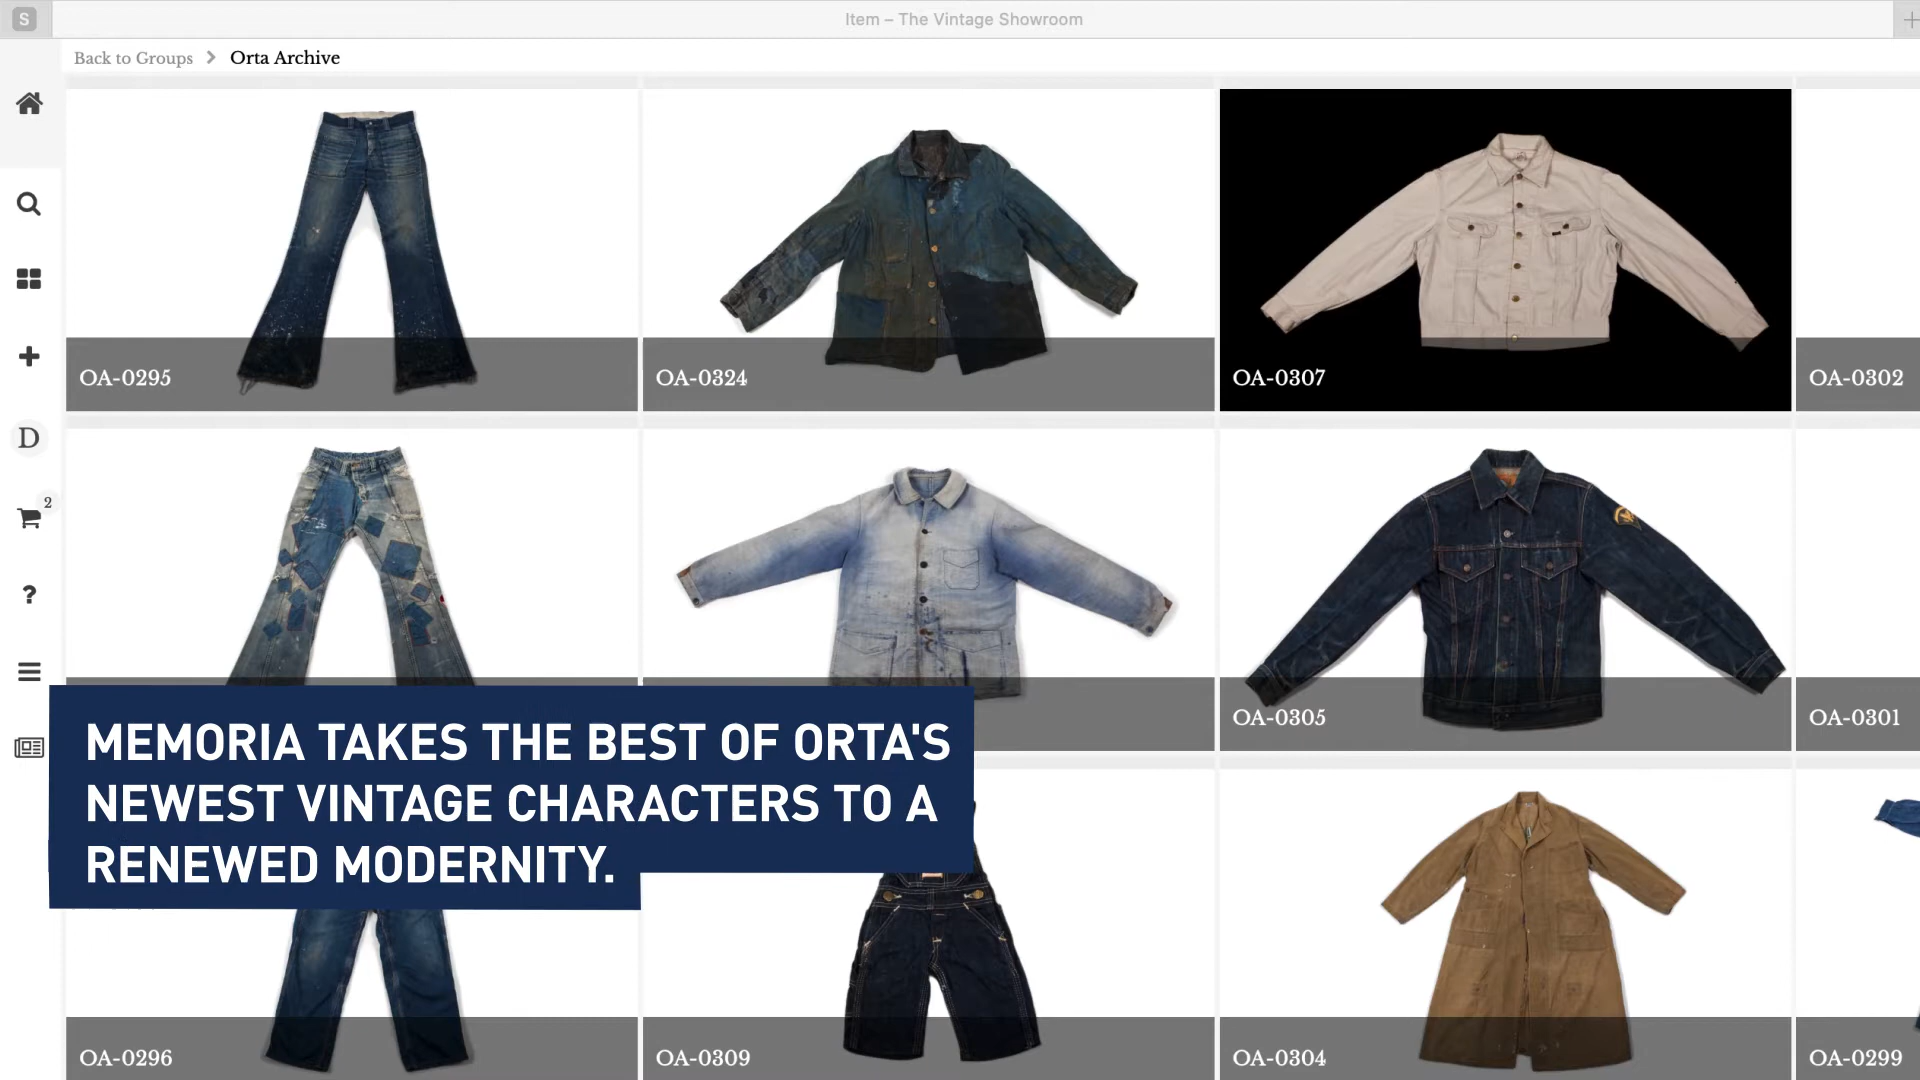 S
Item – The Vintage Showroom
Back to Groups
Orta Archive
OA-0295
OA-0324
OA-0307
OA-0302
D
2
?
OA-0305
OA-0301
MEMORIA TAKES THE BEST OF ORTA'S
NEWEST VINTAGE CHARACTERS TO A
RENEWED MODERNITY.
OA-0296
OA-0309
OA-0304
OA-0299